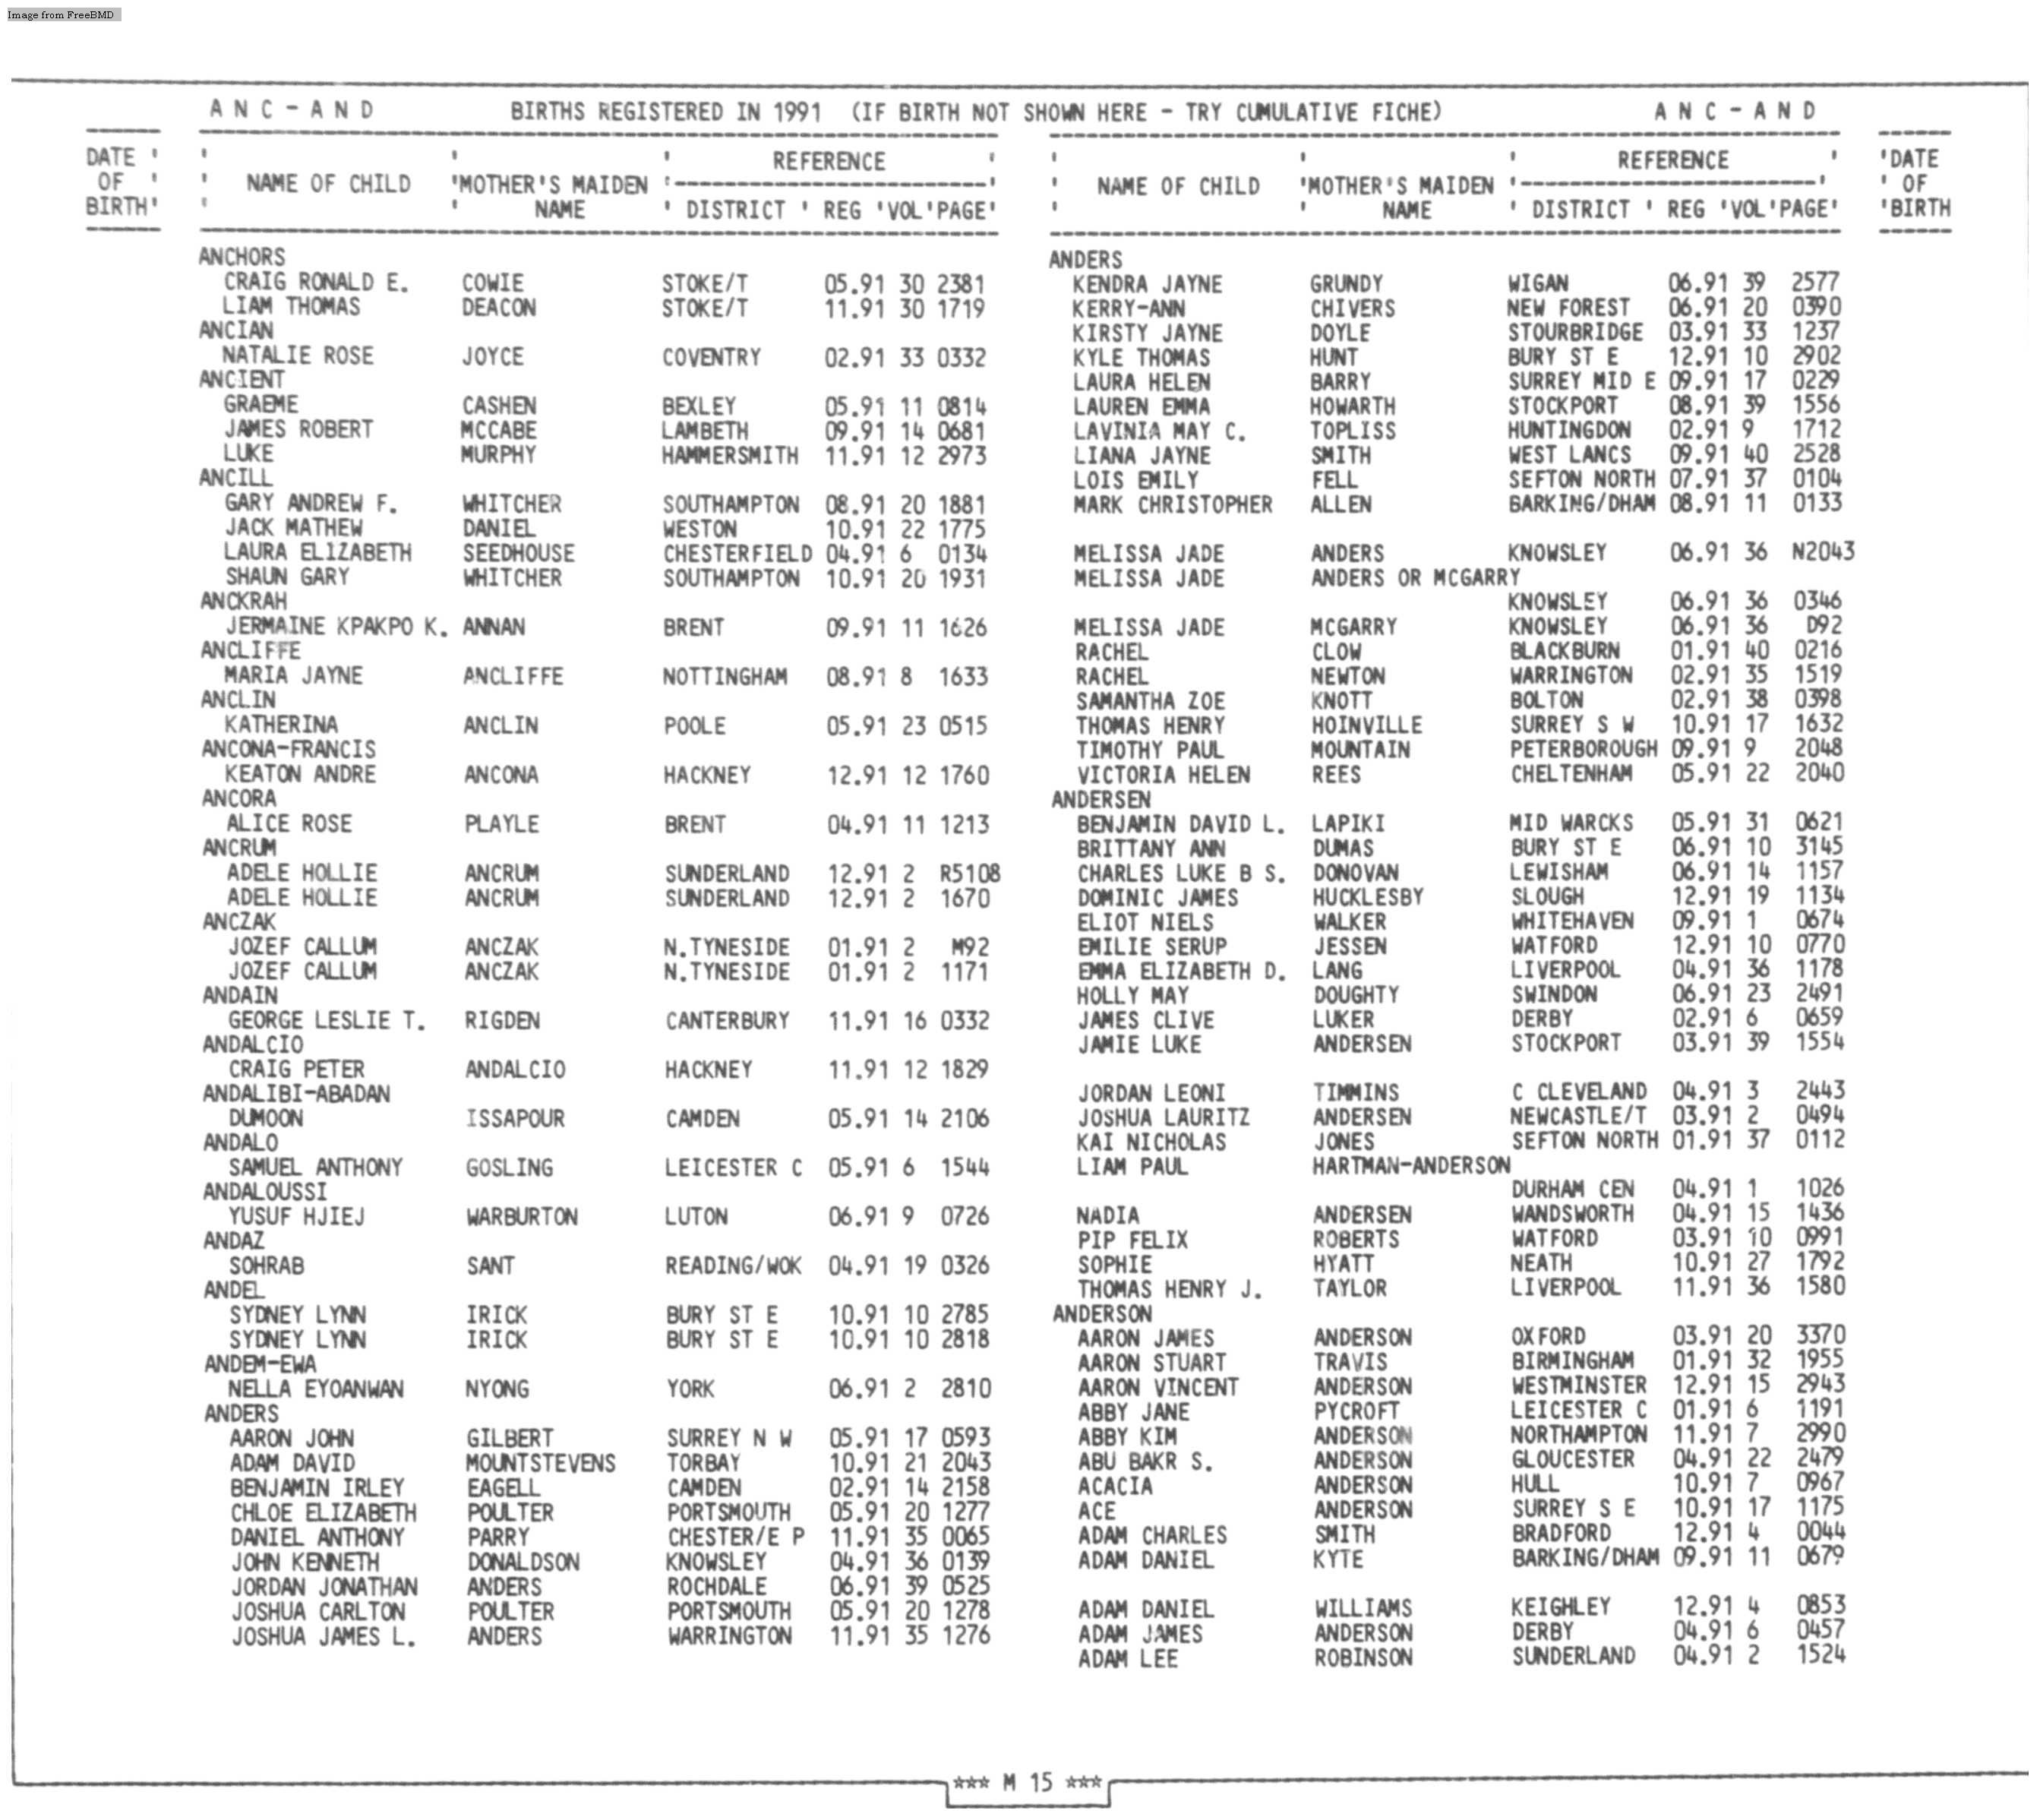 Image from FreeBMD
A N C - A N D BIRTHS REGISTERED IN 1991 (IF BIRTH NOT SHOWN HERE - TRY CUMULATIVE FICHE) A N C - A N D
DATE OF BIRTH
NAME OF CHILD MOTHER'S MAIDEN NAME REFERENCE
DISTRICT REG VOL PAGE
ANCHORS
CRAIG RONALD E. COWIE STOKE/T 05.91 30 2381
LIAM THOMAS DEACON STOKE/T 11.91 30 1719
ANCIAN
NATALIE ROSE JOYCE COVENTRY 02.91 33 0332
ANCIENT
GRAEME CASHEN BEXLEY 05.91 11 0814
JAMES ROBERT MCCABE LAMBETH 09.91 14 0681
LUKE MURPHY HAMMERSMITH 11.91 12 2973
ANCILL
GARY ANDREW F. WHITCHER SOUTHAMPTON 08.91 20 1881
JACK MATHEW DANIEL WESTON 10.91 22 1775
LAURA ELIZABETH SEEDHOUSE CHESTERFIELD 04.91 6 0134
SHAUN GARY WHITCHER SOUTHAMPTON 10.91 20 1931
ANCKRAH
JERMAINE KPAKPO K. ANNAN BRENT 09.91 11 1626
ANCLIFFE
MARIA JAYNE ANCLIFFE NOTTINGHAM 08.91 8 1633
ANCLIN
KATHERINA ANCLIN POOLE 05.91 23 0515
ANCONA-FRANCIS
KEATON ANDRE ANCONA HACKNEY 12.91 12 1760
ANCORA
ALICE ROSE PLAYLE BRENT 04.91 11 1213
ANCRUM
ADELE HOLLIE ANCRUM SUNDERLAND 12.91 2 R5108
ADELE HOLLIE ANCRUM SUNDERLAND 12.91 2 1670
ANCZAK
JOZEF CALLUM ANCZAK N.TYNESIDE 01.91 2 M92
JOZEF CALLUM ANCZAK N.TYNESIDE 01.91 2 1171
ANDAIN
GEORGE LESLIE T. RIGDEN CANTERBURY 11.91 16 0332
ANDALCIO
CRAIG PETER ANDALCIO HACKNEY 11.91 12 1829
ANDALIBI-ABADAN
DUMOON ISSAPOUR CAMDEN 05.91 14 2106
ANDALO
SAMUEL ANTHONY GOSLING LEICESTER C 05.91 6 1544
ANDALOUSSI
YUSUF HJIEJ WARBURTON LUTON 06.91 9 0726
ANDAZ
SOHRAB SANT READING/WOK 04.91 19 0326
ANDEL
SYDNEY LYNN IRICK BURY ST E 10.91 10 2785
SYDNEY LYNN IRICK BURY ST E 10.91 10 2818
ANDEM-EWA
NELLA EYOANWAN NYONG YORK 06.91 2 2810
ANDERS
AARON JOHN GILBERT SURREY N W 05.91 17 0593
ADAM DAVID MOUNTSTEVENS TORBAY 10.91 21 2043
BENJAMIN IRLEY EAGELL CAMDEN 02.91 14 2158
CHLOE ELIZABETH POULTER PORTSMOUTH 05.91 20 1277
DANIEL ANTHONY PARRY CHESTER/E P 11.91 35 0065
JOHN KENNETH DONALDSON KNOWSLEY 04.91 36 0139
JORDAN JONATHAN ANDERS ROCHDALE 06.91 39 0525
JOSHUA CARLTON POULTER PORTSMOUTH 05.91 20 1278
JOSHUA JAMES L. ANDERS WARRINGTON 11.91 35 1276
NAME OF CHILD MOTHER'S MAIDEN NAME REFERENCE
DISTRICT REG VOL PAGE
DATE OF BIRTH
ANDERS
KENDRA JAYNE GRUNDY WIGAN 06.91 39 2577
KERRY-ANN CHIVERS NEW FOREST 06.91 20 0390
KIRSTY JAYNE DOYLE STOURBRIDGE 03.91 33 1237
KYLE THOMAS HUNT BURY ST E 12.91 10 2902
LAURA HELEN BARRY SURREY MID E 09.91 17 0229
LAUREN EMMA HOWARTH STOCKPORT 08.91 39 1556
LAVINIA MAY C. TOPLISS HUNTINGDON 02.91 9 1712
LIANA JAYNE SMITH WEST LANCS 09.91 40 2528
LOIS EMILY FELL SEFTON NORTH 07.91 37 0104
MARK CHRISTOPHER ALLEN BARKING/DHAM 08.91 11 0133
MELISSA JADE ANDERS KNOWSLEY 06.91 36 N2043
MELISSA JADE ANDERS OR MCGARRY
KNOWSLEY 06.91 36 0346
MELISSA JADE MCGARRY KNOWSLEY 06.91 36 D92
RACHEL CLOW BLACKBURN 01.91 40 0216
RACHEL NEWTON WARRINGTON 02.91 35 1519
SAMANTHA ZOE KNOTT BOLTON 02.91 38 0398
THOMAS HENRY HOINVILLE SURREY S W 10.91 17 1632
TIMOTHY PAUL MOUNTAIN PETERBOROUGH 09.91 9 2048
VICTORIA HELEN REES CHELTENHAM 05.91 22 2040
ANDERSEN
BENJAMIN DAVID L. LAPIKI MID WARCKS 05.91 31 0621
BRITTANY ANN DUMAS BURY ST E 06.91 10 3145
CHARLES LUKE B S. DONOVAN LEWISHAM 06.91 14 1157
DOMINIC JAMES HUCKLESBY SLOUGH 12.91 19 1134
ELIOT NIELS WALKER WHITEHAVEN 09.91 1 0674
EMILIE SERUP JESSEN WATFORD 12.91 10 0770
EMMA ELIZABETH D. LANG LIVERPOOL 04.91 36 1178
HOLLY MAY DOUGHTY SWINDON 06.91 23 2491
JAMES CLIVE LUKER DERBY 02.91 6 0659
JAMIE LUKE ANDERSEN STOCKPORT 03.91 39 1554
JORDAN LEONI TIMMINS C CLEVELAND 04.91 3 2443
JOSHUA LAURITZ ANDERSEN NEWCASTLE/T 03.91 2 0494
KAI NICHOLAS JONES SEFTON NORTH 01.91 37 0112
LIAM PAUL HARTMAN-ANDERSON
DURHAM CEN 04.91 1 1026
NADIA ANDERSEN WANDSWORTH 04.91 15 1436
PIP FELIX ROBERTS WATFORD 03.91 10 0991
SOPHIE HYATT NEATH 10.91 27 1792
THOMAS HENRY J. TAYLOR LIVERPOOL 11.91 36 1580
ANDERSON
AARON JAMES ANDERSON OXFORD 03.91 20 3370
AARON STUART TRAVIS BIRMINGHAM 01.91 32 1955
AARON VINCENT ANDERSON WESTMINSTER 12.91 15 2943
ABBY JANE PYCROFT LEICESTER C 01.91 6 1191
ABBY KIM ANDERSON NORTHAMPTON 11.91 7 2990
ABU BAKR S. ANDERSON GLOUCESTER 04.91 22 2479
ACACIA ANDERSON HULL 10.91 7 0967
ACE ANDERSON SURREY S E 10.91 17 1175
ADAM CHARLES SMITH BRADFORD 12.91 4 0044
ADAM DANIEL KYTE BARKING/DHAM 09.91 11 0679
ADAM DANIEL WILLIAMS KEIGHLEY 12.91 4 0853
ADAM JAMES ANDERSON DERBY 04.91 6 0457
ADAM LEE ROBINSON SUNDERLAND 04.91 2 1524
*** M 15 ***